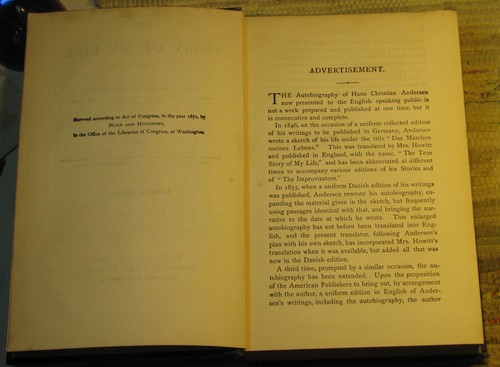 Entered according to Act of Congress, in the year 1871, by
HURD AND HOUGHTON,
In the Office of the Librarian of Congress, at Washington.
ADVERTISEMENT.
THE Autobiography of Hans Christian Andersen
now presented to the English speaking public is
not a work prepared and published at one time, but it
is consecutive and complete.
In 1846, on the occasion of a uniform collected edition
of his writings to be published in Germany, Andersen
wrote a sketch of his life under the title "Das Märchen
meines Lebens." This was translated by Mrs. Howitt
and published in England, with the name, "The True
Story of My Life," and has been abbreviated at different
times to accompany various editions of his Stories and
of "The Improvisatore."
In 1855, when a uniform Danish edition of his writings
was published, Andersen rewrote his autobiography, ex-
panding the material given in the sketch, but frequently
using passages identical with that, and bringing the nar-
rative to the date at which he wrote. This enlarged
autobiography has not before been translated into Eng-
lish, and the present translator, following Andersen's
plan with his own sketch, has incorporated Mrs. Howitt's
translation when it was available, but added all that was
new in the Danish edition.
A third time, prompted by a similar occasion, the au-
tobiography has been extended. Upon the proposition
of the American Publishers to bring out, by arrangement
with the author, a uniform edition in English of Ander-
sen's writings, including the autobiography, the author